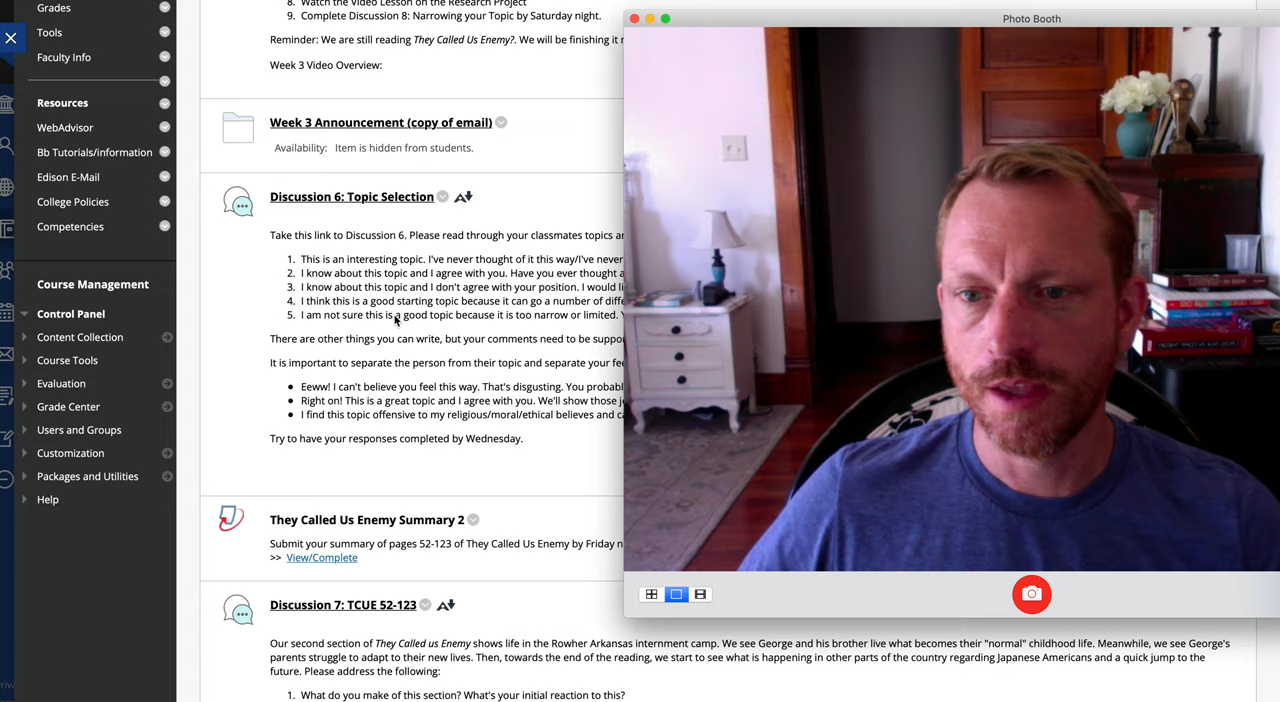 Grades
Tools
Faculty Info
Resources
WebAdvisor
Bb Tutorials/information
Edison E-Mail
College Policies
Competencies
Course Management
Control Panel
Content Collection
Course Tools
Evaluation
Grade Center
Users and Groups
Customization
Packages and Utilities
Help
8. Watch the Video Lesson on the Research Project
9. Complete Discussion 8: Narrowing your Topic by Saturday night.
Reminder: We are still reading They Called Us Enemy?. We will be finishing it
Week 3 Video Overview:
Week 3 Announcement (copy of email)
Availability: Item is hidden from students.
Discussion 6: Topic Selection
Take this link to Discussion 6. Please read through your classmates topics
1. This is an interesting topic. I've never thought of it this way/I've never
2. I know about this topic and I agree with you. Have you ever thought
3. I know about this topic and I don't agree with your position. I would
4. I think this is a good starting topic because it can go a number of
5. I am not sure this is a good topic because it is too narrow or limited.
There are other things you can write, but your comments need to be
It is important to separate the person from their topic and separate your
• Eeww! I can't believe you feel this way. That's disgusting. You
• Right on! This is a great topic and I agree with you. We'll show those
• I find this topic offensive to my religious/moral/ethical believes and
Try to have your responses completed by Wednesday.
They Called Us Enemy Summary 2
Submit your summary of pages 52-123 of They Called Us Enemy by Friday
>> View/Complete
Discussion 7: TCUE 52-123
Our second section of They Called us Enemy shows life in the Rowher Arkansas internment camp. We see George and his brother live what becomes their "normal" childhood life. Meanwhile, we see George's
parents struggle to adapt to their new lives. Then, towards the end of the reading, we start to see what is happening in other parts of the country regarding Japanese Americans and a quick jump to the
future. Please address the following:
1. What do you make of this section? What's your initial reaction to this?
Photo Booth